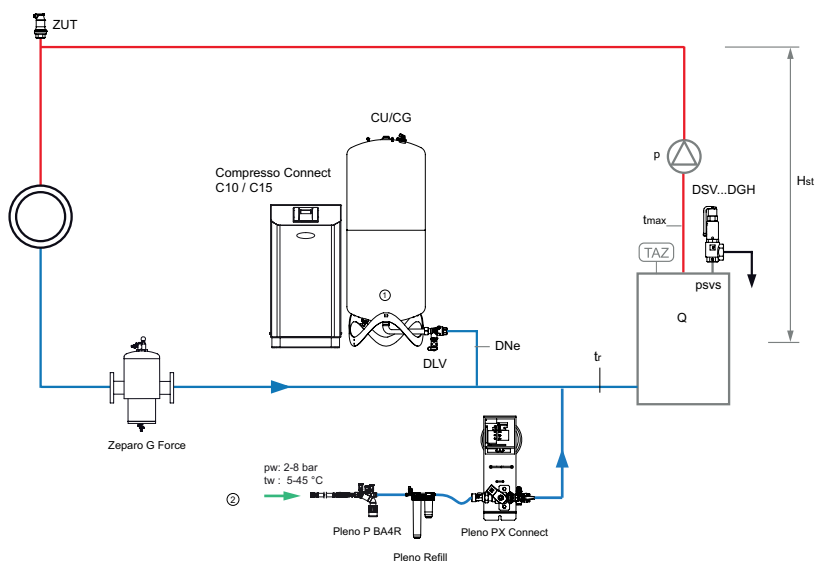 ZUT
CU/CG
Compresso Connect
C10 / C15
p
DSV...DGH
Hst
tmax
TAZ
psvs
①
Q
DNe
DLV
tr
Zeparo G Force
pw: 2-8 bar
tw : 5-45 °C
②
Pleno P BA4R
Pleno PX Connect
Pleno Refill